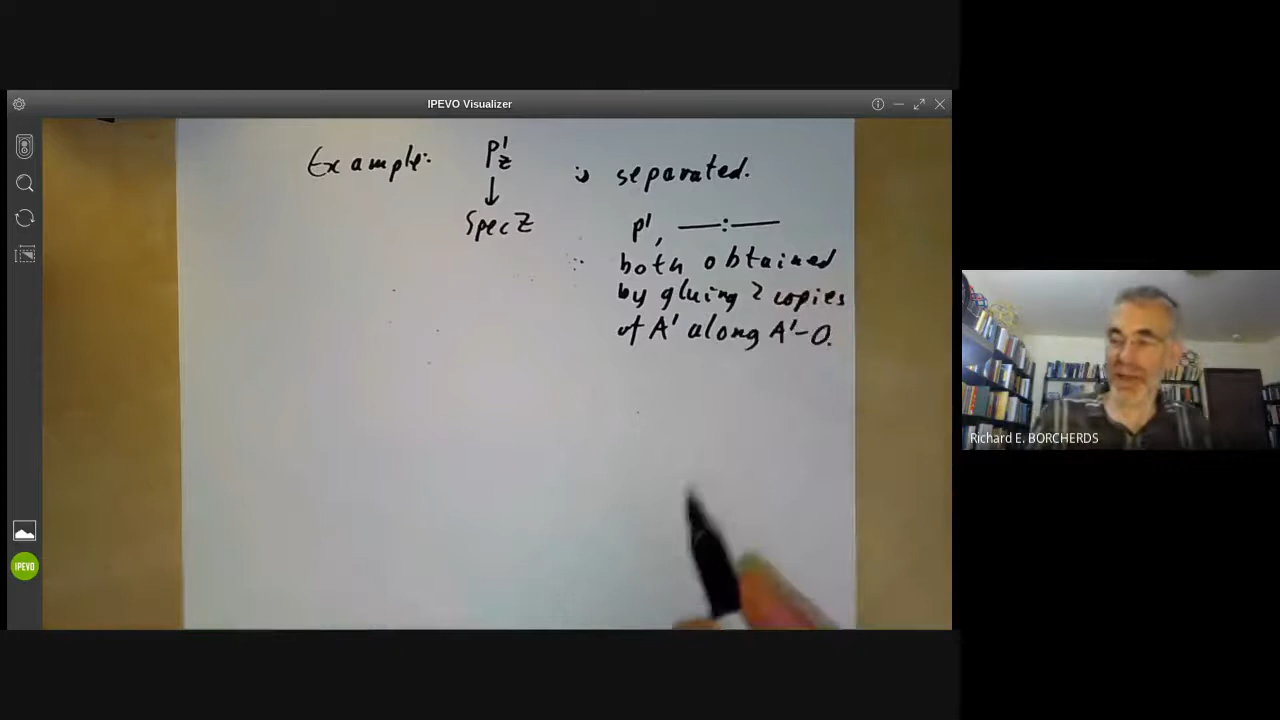 IPEVO Visualizer
Example: P¹_Z is separated.
↓
Spec Z
P¹, —:—
both obtained
by gluing 2 copies
of A¹ along A¹-0.
Richard E. BORCHERDS
IPEVO